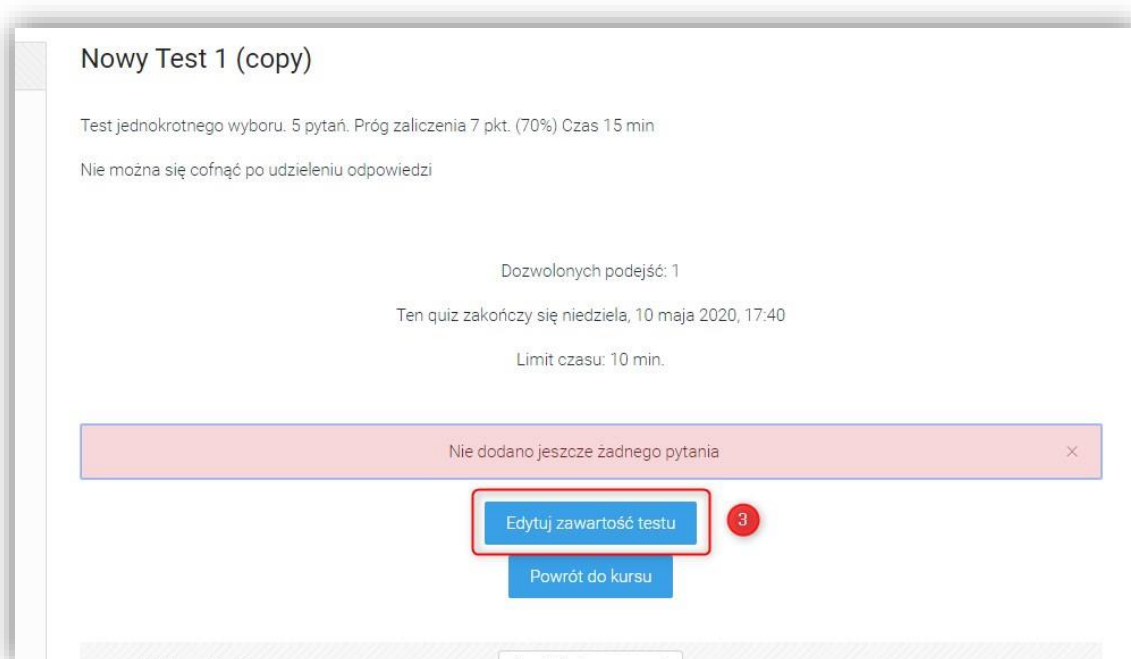 Nowy Test 1 (copy)
Test jednokrotnego wyboru. 5 pytań. Próg zaliczenia 7 pkt. (70%) Czas 15 min
Nie można się cofnąć po udzieleniu odpowiedzi
Dozwolonych podejść: 1
Ten quiz zakończy się niedziela, 10 maja 2020, 17:40
Limit czasu: 10 min.
Nie dodano jeszcze żadnego pytania ×
Edytuj zawartość testu 3
Powrót do kursu